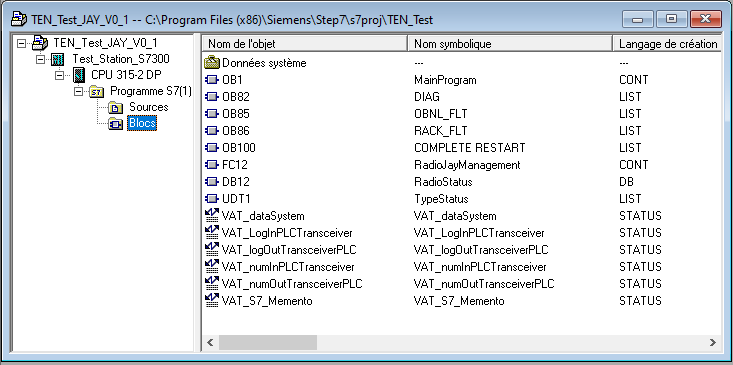 TEN_Test_JAY_V0_1 -- C:\Program Files (x86)\Siemens\Step7\s7proj\TEN_Test
TEN_Test_JAY_V0_1
Test_Station_S7300
CPU 315-2 DP
Programme S7(1)
Sources
Blocs
Nom de l'objet Nom symbolique Langage de création
Données système --- ---
OB1 MainProgram CONT
OB82 DIAG LIST
OB85 OBNL_FLT LIST
OB86 RACK_FLT LIST
OB100 COMPLETE RESTART LIST
FC12 RadioJayManagement CONT
DB12 RadioStatus DB
UDT1 TypeStatus LIST
VAT_dataSystem VAT_dataSystem STATUS
VAT_LogInPLCTransceiver VAT_LogInPLCTransceiver STATUS
VAT_logOutTransceiverPLC VAT_logOutTransceiverPLC STATUS
VAT_numInPLCTransceiver VAT_numInPLCTransceiver STATUS
VAT_numOutTransceiverPLC VAT_numOutTransceiverPLC STATUS
VAT_S7_Memento VAT_S7_Memento STATUS